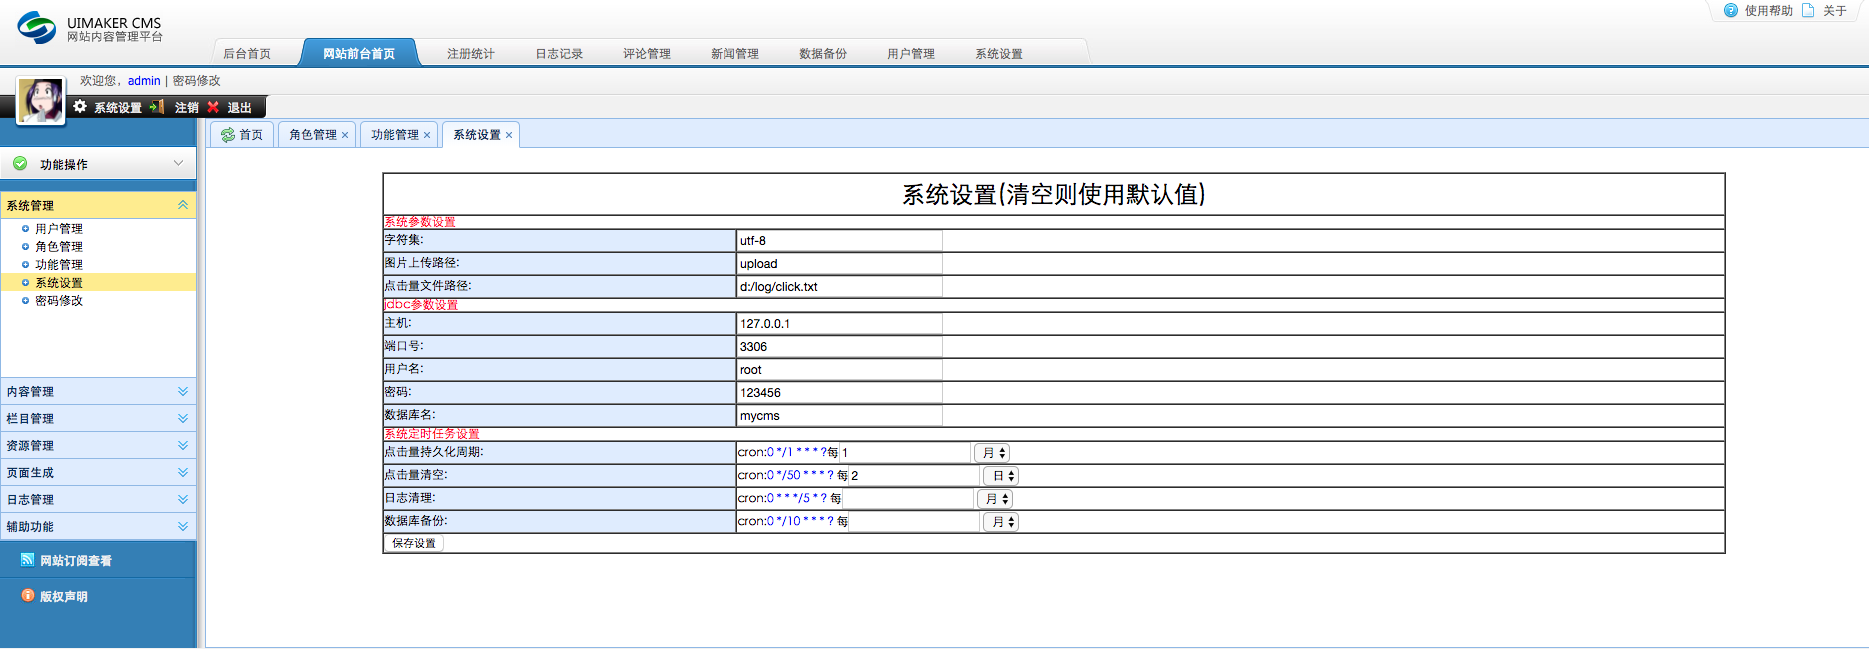 UIMAKER CMS
网站内容管理平台
使用帮助 关于
后台首页 网站前台首页 注册统计 日志记录 评论管理 新闻管理 数据备份 用户管理 系统设置
欢迎您，admin | 密码修改
系统设置 注销 退出
首页 角色管理 × 功能管理 × 系统设置 ×
功能操作
系统管理
用户管理
角色管理
功能管理
系统设置
密码修改
内容管理
栏目管理
资源管理
页面生成
日志管理
辅助功能
网站订阅查看
版权声明
系统设置(清空则使用默认值)
系统参数设置
字符集: utf-8
图片上传路径: upload
点击量文件路径: d:/log/click.txt
jdbc参数设置
主机: 127.0.0.1
端口号: 3306
用户名: root
密码: 123456
数据库名: mycms
系统定时任务设置
点击量持久化周期: cron:0 */1 * * * ?每 1 月
点击量清空: cron:0 */50 * * * ? 每 2 日
日志清理: cron:0 * * */5 * ? 每 月
数据库备份: cron:0 */10 * * * ? 每 月
保存设置